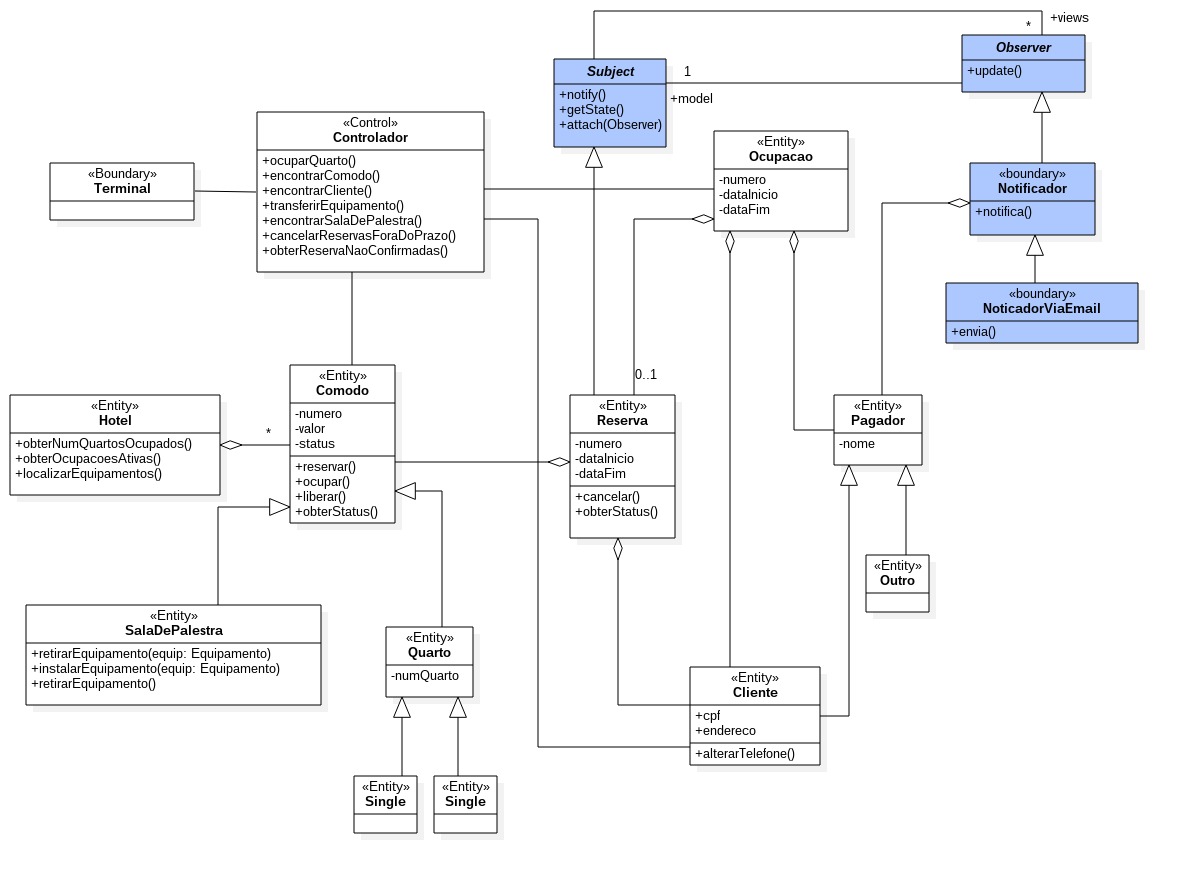 +views
*
Observer
+update()
Subject
+notify()
+getState()
+attach(Observer)
1
+model
«Control»
Controlador
+ocuparQuarto()
+encontrarComodo()
+encontrarCliente()
+transferirEquipamento()
+encontrarSalaDePalestra()
+cancelarReservasForaDoPrazo()
+obterReservaNaoConfirmadas()
«Boundary»
Terminal
«Entity»
Ocupacao
-numero
-dataInicio
-dataFim
«boundary»
Notificador
+notifica()
«boundary»
NoticadorViaEmail
+envia()
«Entity»
Hotel
+obterNumQuartosOcupados()
+obterOcupacoesAtivas()
+localizarEquipamentos()
*
«Entity»
Comodo
-numero
-valor
-status
+reservar()
+ocupar()
+liberar()
+obterStatus()
0..1
«Entity»
Reserva
-numero
-dataInicio
-dataFim
+cancelar()
+obterStatus()
«Entity»
Pagador
-nome
«Entity»
Outro
«Entity»
SalaDePalestra
+retirarEquipamento(equip: Equipamento)
+instalarEquipamento(equip: Equipamento)
+retirarEquipamento()
«Entity»
Quarto
-numQuarto
«Entity»
Cliente
+cpf
+endereco
+alterarTelefone()
«Entity»
Single
«Entity»
Single